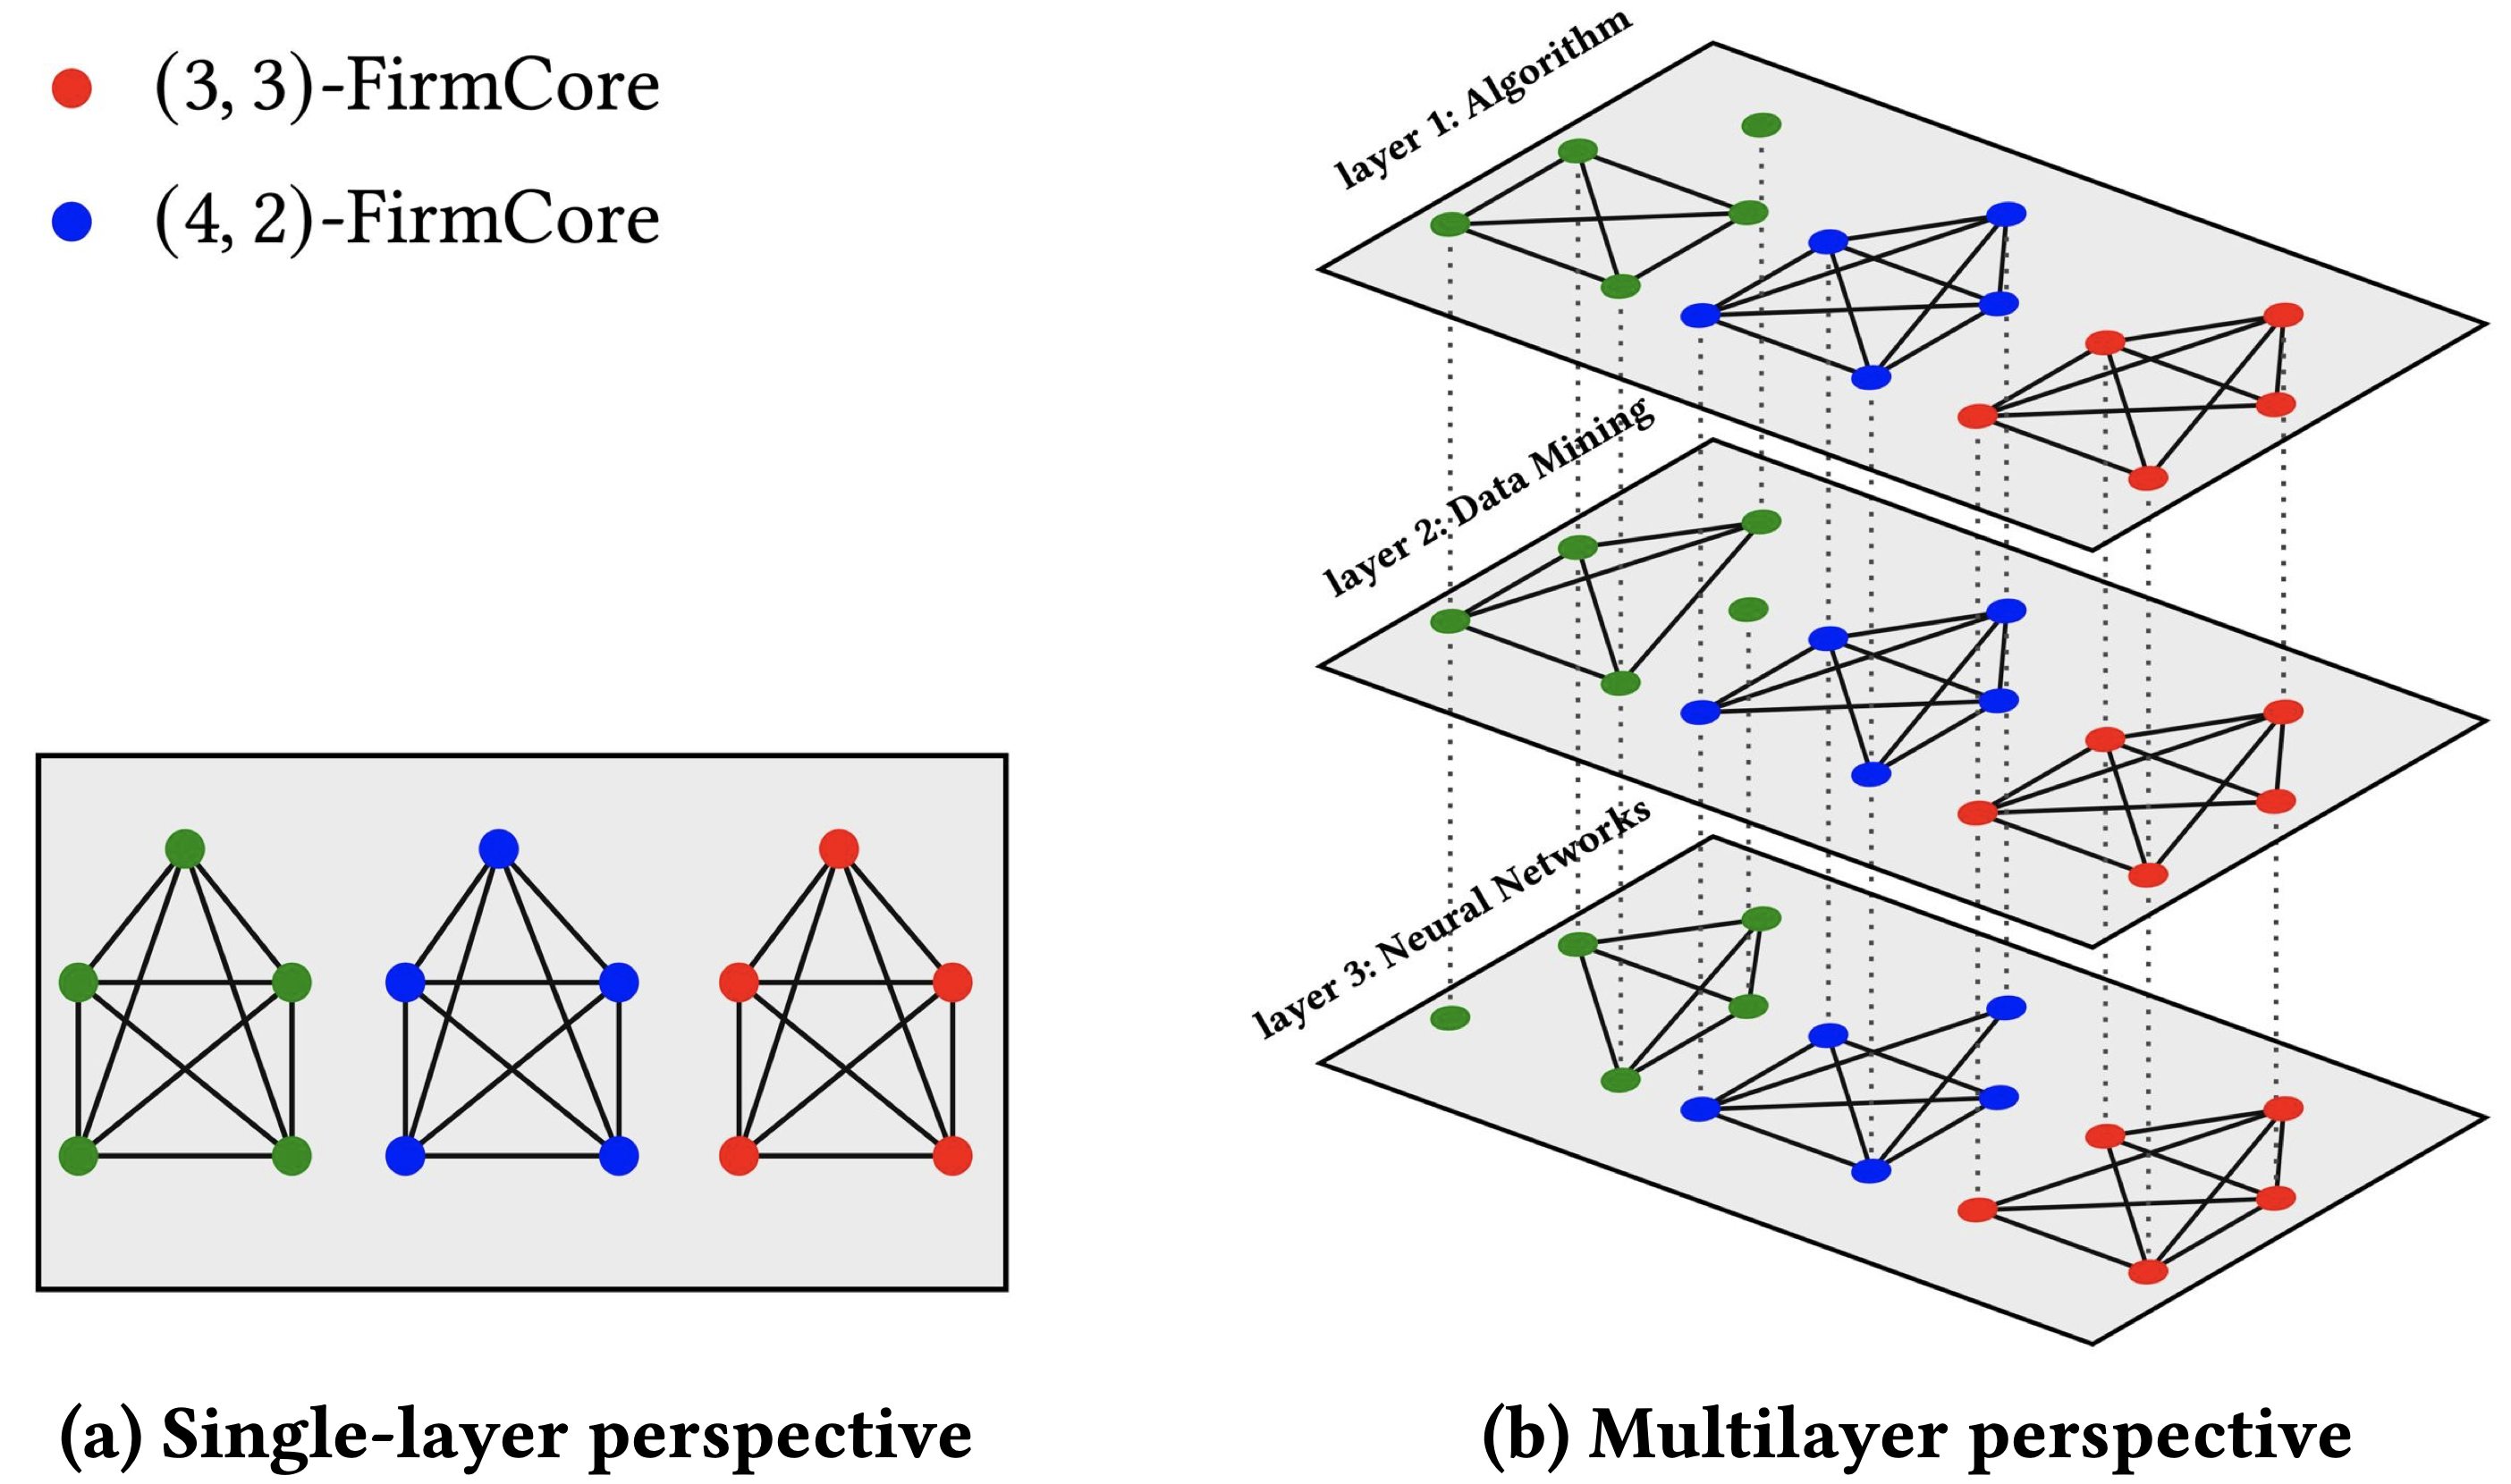 (3, 3)-FirmCore
(4, 2)-FirmCore
layer 1: Algorithm
layer 2: Data Mining
layer 3: Neural Networks
(a) Single-layer perspective
(b) Multilayer perspective